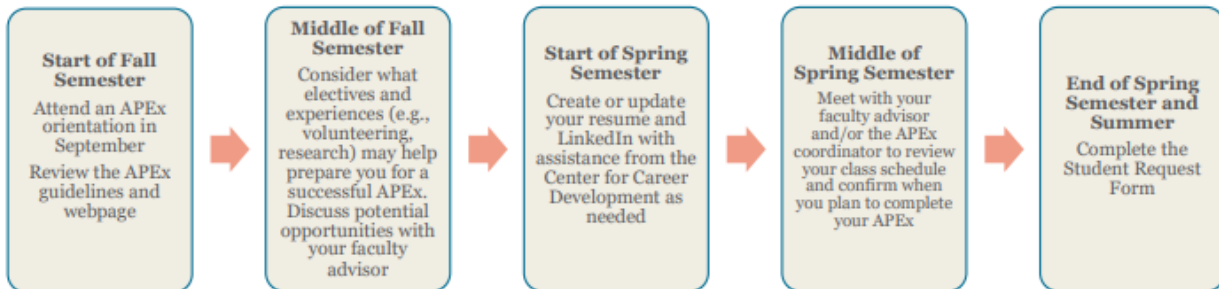 Start of Fall
Semester
Attend an APEx
orientation in
September
Review the APEx
guidelines and
webpage
Middle of Fall
Semester
Consider what
electives and
experiences (e.g.,
volunteering,
research) may help
prepare you for a
successful APEx.
Discuss potential
opportunities with
your faculty
advisor
Start of Spring
Semester
Create or update
your resume and
LinkedIn with
assistance from the
Center for Career
Development as
needed
Middle of
Spring Semester
Meet with your
faculty advisor
and/or the APEx
coordinator to review
your class schedule
and confirm when
you plan to complete
your APEx
End of Spring
Semester and
Summer
Complete the
Student Request
Form